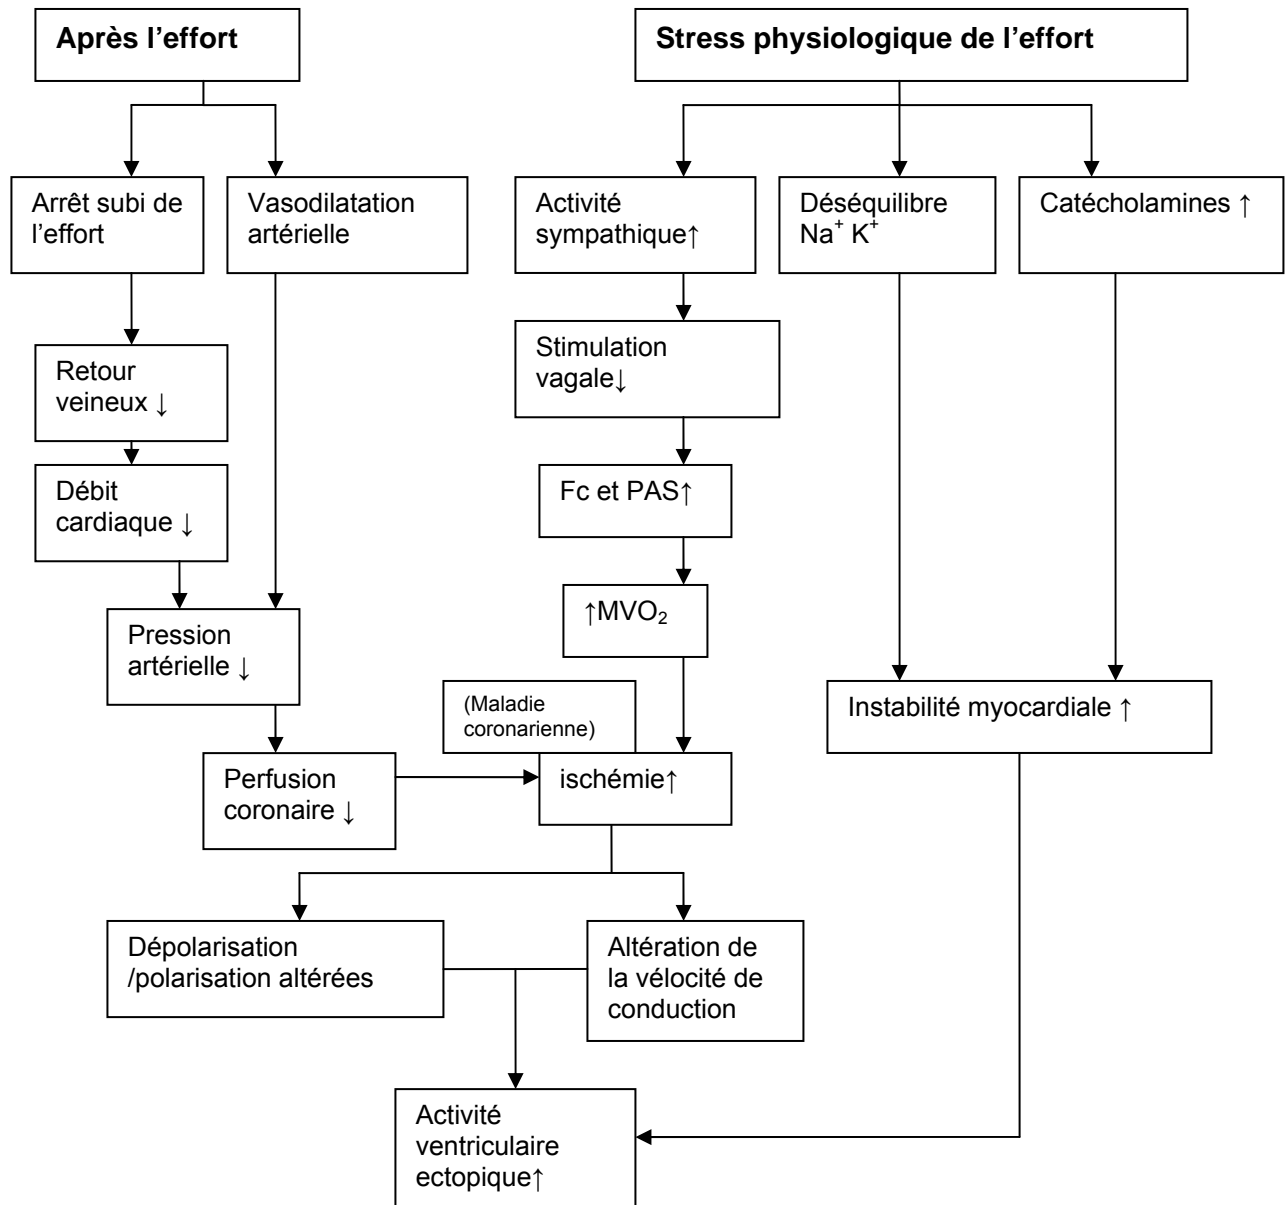 Après l’effort
Stress physiologique de l’effort
Arrêt subi de
l’effort
Vasodilatation
artérielle
Activité
sympathique↑
Déséquilibre
Na⁺ K⁺
Catécholamines ↑
Stimulation
vagale↓
Retour
veineux ↓
Débit
cardiaque ↓
Fc et PAS↑
↑MVO₂
Pression
artérielle ↓
(Maladie
coronarienne)
Instabilité myocardiale ↑
Perfusion
coronaire ↓
ischémie↑
Dépolarisation
/polarisation altérées
Altération de
la vélocité de
conduction
Activité
ventriculaire
ectopique↑